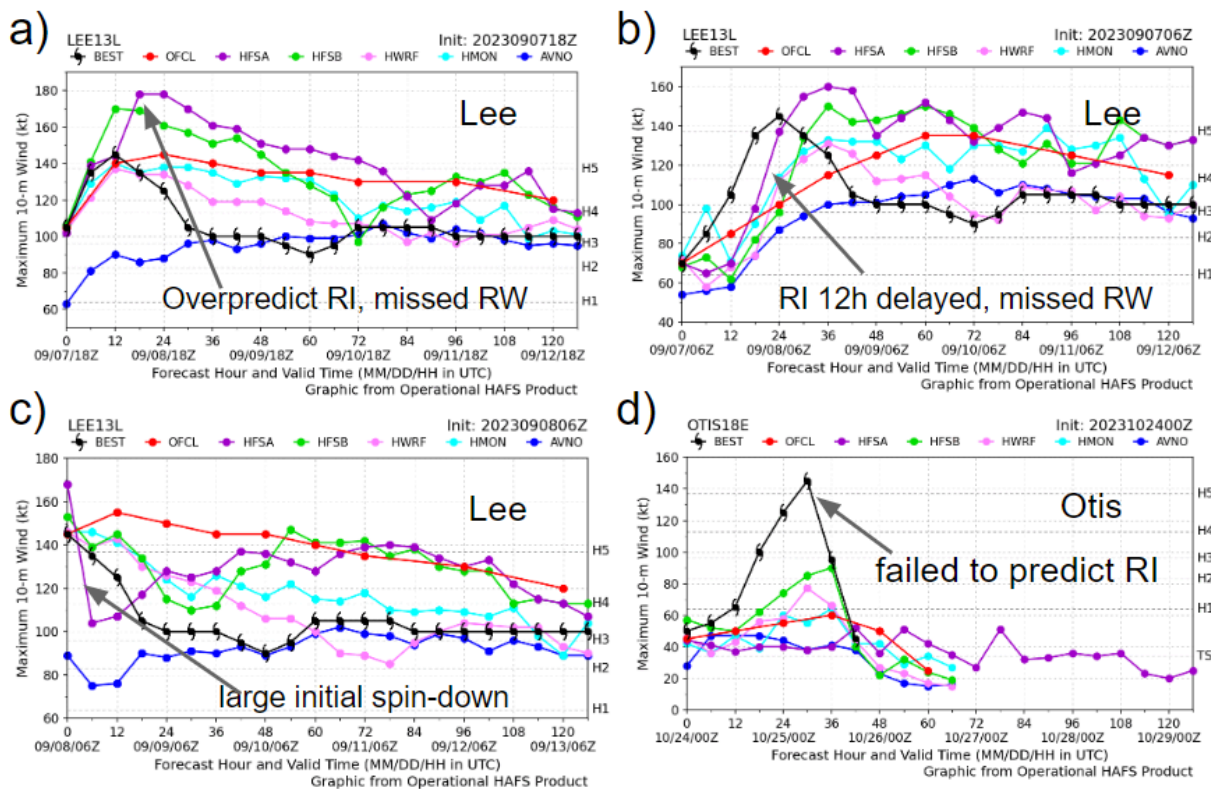 a)
LEE13L Init: 2023090718Z
BEST OFCL HFSA HFSB HWRF HMON AVNO
Maximum 10-m Wind (kt)
180
160
140
120
100
80
60
Lee
H5
H4
H3
H2
H1
Overpredict RI, missed RW
0 12 24 36 48 60 72 84 96 108 120
09/07/18Z 09/08/18Z 09/09/18Z 09/10/18Z 09/11/18Z 09/12/18Z
Forecast Hour and Valid Time (MM/DD/HH in UTC)
Graphic from Operational HAFS Product
b)
LEE13L Init: 2023090706Z
BEST OFCL HFSA HFSB HWRF HMON AVNO
Maximum 10-m Wind (kt)
180
160
140
120
100
80
60
40
Lee
H5
H4
H3
H2
H1
RI 12h delayed, missed RW
0 12 24 36 48 60 72 84 96 108 120
09/07/06Z 09/08/06Z 09/09/06Z 09/10/06Z 09/11/06Z 09/12/06Z
Forecast Hour and Valid Time (MM/DD/HH in UTC)
Graphic from Operational HAFS Product
c)
LEE13L Init: 2023090806Z
BEST OFCL HFSA HFSB HWRF HMON AVNO
Maximum 10-m Wind (kt)
180
160
140
120
100
80
60
Lee
H5
H4
H3
H2
H1
large initial spin-down
0 12 24 36 48 60 72 84 96 108 120
09/08/06Z 09/09/06Z 09/10/06Z 09/11/06Z 09/12/06Z 09/13/06Z
Forecast Hour and Valid Time (MM/DD/HH in UTC)
Graphic from Operational HAFS Product
d)
OTIS18E Init: 2023102400Z
BEST OFCL HFSA HFSB HWRF HMON AVNO
Maximum 10-m Wind (kt)
160
140
120
100
80
60
40
20
0
Otis
failed to predict RI
H5
H4
H3
H2
H1
TS
0 12 24 36 48 60 72 84 96 108 120
10/24/00Z 10/25/00Z 10/26/00Z 10/27/00Z 10/28/00Z 10/29/00Z
Forecast Hour and Valid Time (MM/DD/HH in UTC)
Graphic from Operational HAFS Product